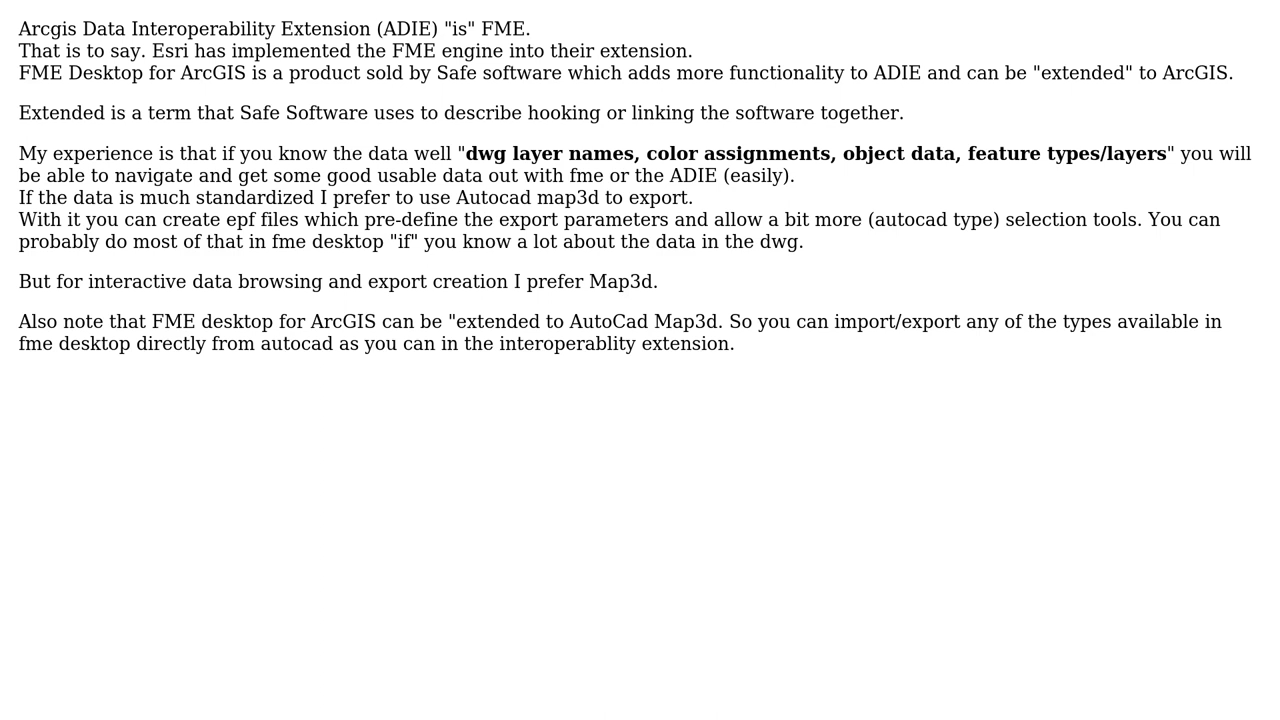 Arcgis Data Interoperability Extension (ADIE) "is" FME.
That is to say. Esri has implemented the FME engine into their extension.
FME Desktop for ArcGIS is a product sold by Safe software which adds more functionality to ADIE and can be "extended" to ArcGIS.
Extended is a term that Safe Software uses to describe hooking or linking the software together.
My experience is that if you know the data well "dwg layer names, color assignments, object data, feature types/layers" you will
be able to navigate and get some good usable data out with fme or the ADIE (easily).
If the data is much standardized I prefer to use Autocad map3d to export.
With it you can create epf files which pre-define the export parameters and allow a bit more (autocad type) selection tools. You can
probably do most of that in fme desktop "if" you know a lot about the data in the dwg.
But for interactive data browsing and export creation I prefer Map3d.
Also note that FME desktop for ArcGIS can be "extended to AutoCad Map3d. So you can import/export any of the types available in
fme desktop directly from autocad as you can in the interoperablity extension.